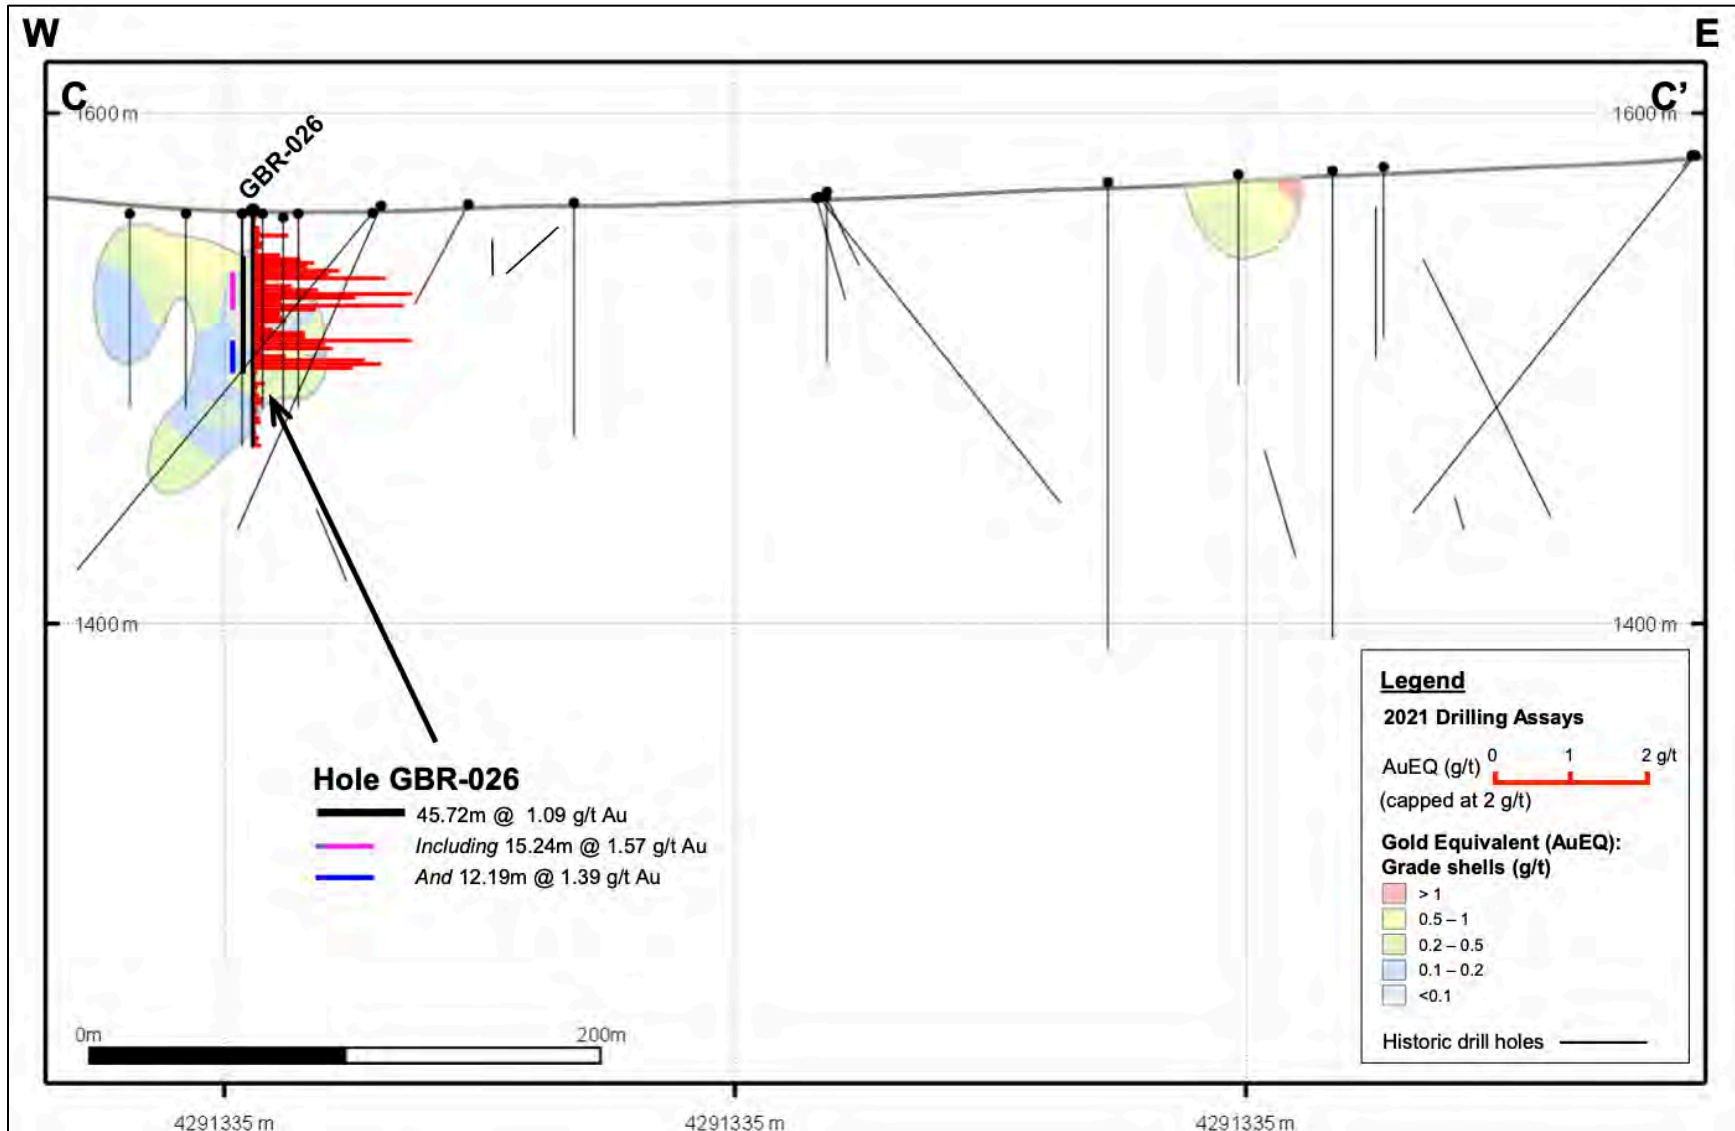 W
E
C
C’
1600 m
1600 m
GBR-026
1400 m
1400 m
Hole GBR-026
45.72m @ 1.09 g/t Au
Including 15.24m @ 1.57 g/t Au
And 12.19m @ 1.39 g/t Au
Legend
2021 Drilling Assays
0 1 2 g/t
AuEQ (g/t)
(capped at 2 g/t)
Gold Equivalent (AuEQ):
Grade shells (g/t)
> 1
0.5 – 1
0.2 – 0.5
0.1 – 0.2
<0.1
Historic drill holes
0m 200m
4291335 m 4291335 m 4291335 m